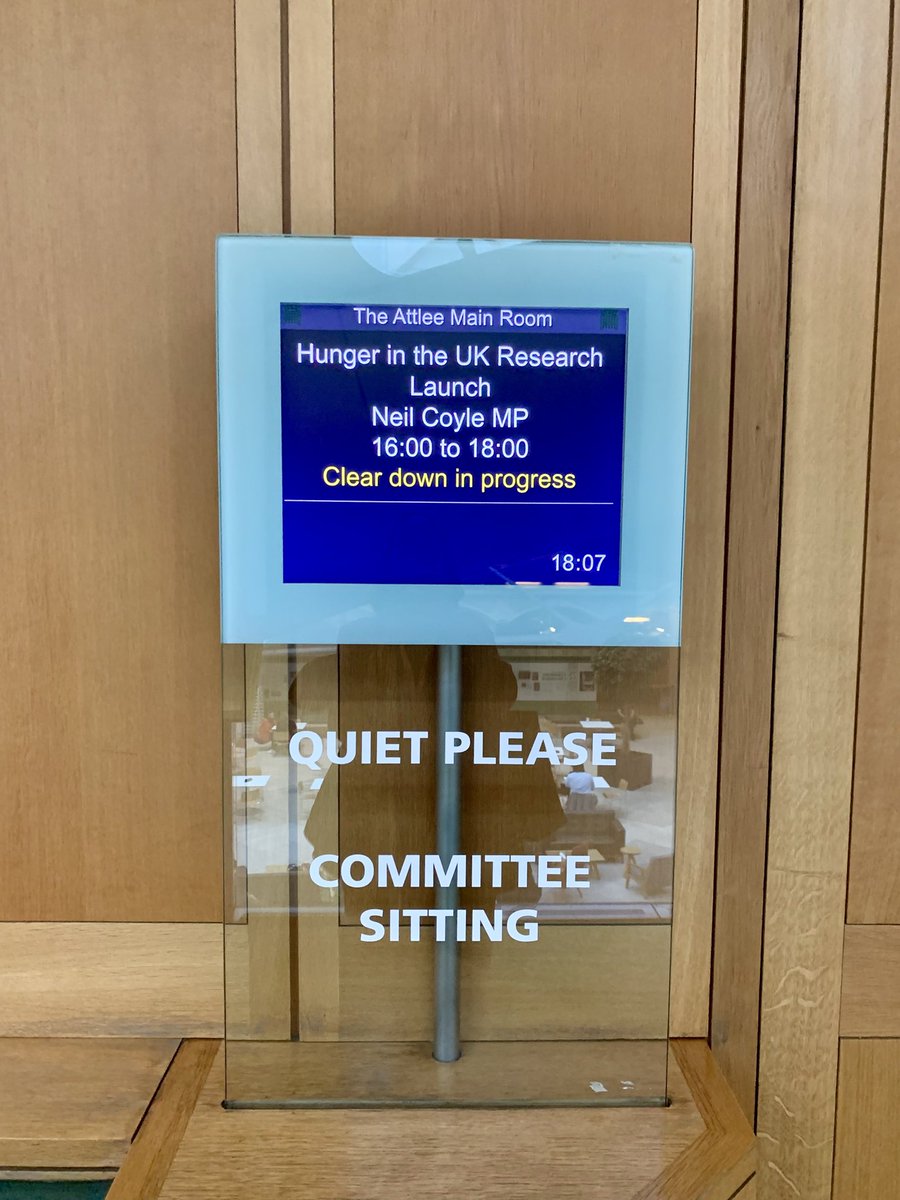 The Attlee Main Room
Hunger in the UK Research
Launch
Neil Coyle MP
16:00 to 18:00
Clear down in progress
18:07
QUIET PLEASE
COMMITTEE
SITTING